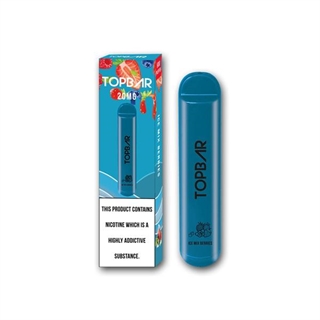 TOPBAR
20MG
THIS PRODUCT CONTAINS
NICOTINE WHICH IS A
HIGHLY ADDICTIVE
SUBSTANCE.
TOPBAR